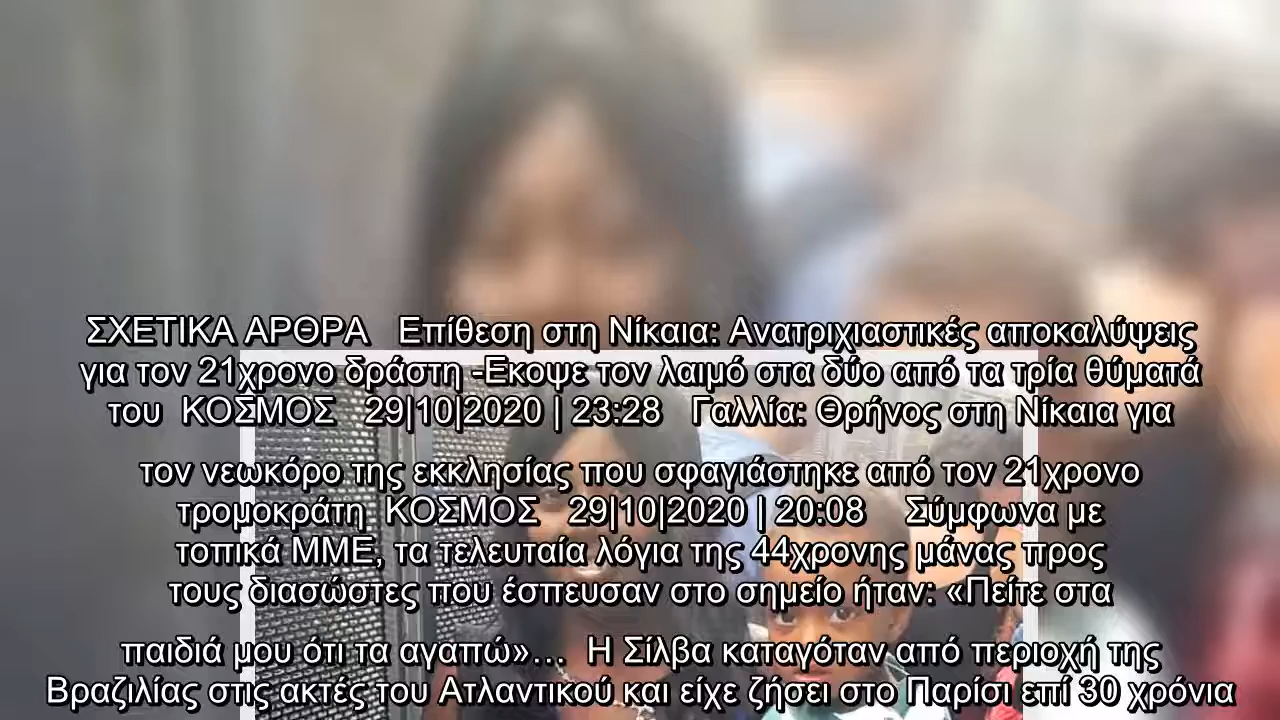 ΣΧΕΤΙΚΑ ΑΡΘΡΑ   Επίθεση στη Νίκαια: Ανατριχιαστικές αποκαλύψεις
για τον 21χρονο δράστη -Εκοψε τον λαιμό στα δύο από τα τρία θύματά
του  ΚΟΣΜΟΣ   29|10|2020 | 23:28   Γαλλία: Θρήνος στη Νίκαια για
τον νεωκόρο της εκκλησίας που σφαγιάστηκε από τον 21χρονο
τρομοκράτη  ΚΟΣΜΟΣ   29|10|2020 | 20:08    Σύμφωνα με
τοπικά ΜΜΕ, τα τελευταία λόγια της 44χρονης μάνας προς
τους διασώστες που έσπευσαν στο σημείο ήταν: «Πείτε στα
παιδιά μου ότι τα αγαπώ»…  Η Σίλβα καταγόταν από περιοχή της
Βραζιλίας στις ακτές του Ατλαντικού και είχε ζήσει στο Παρίσι επί 30 χρόνια